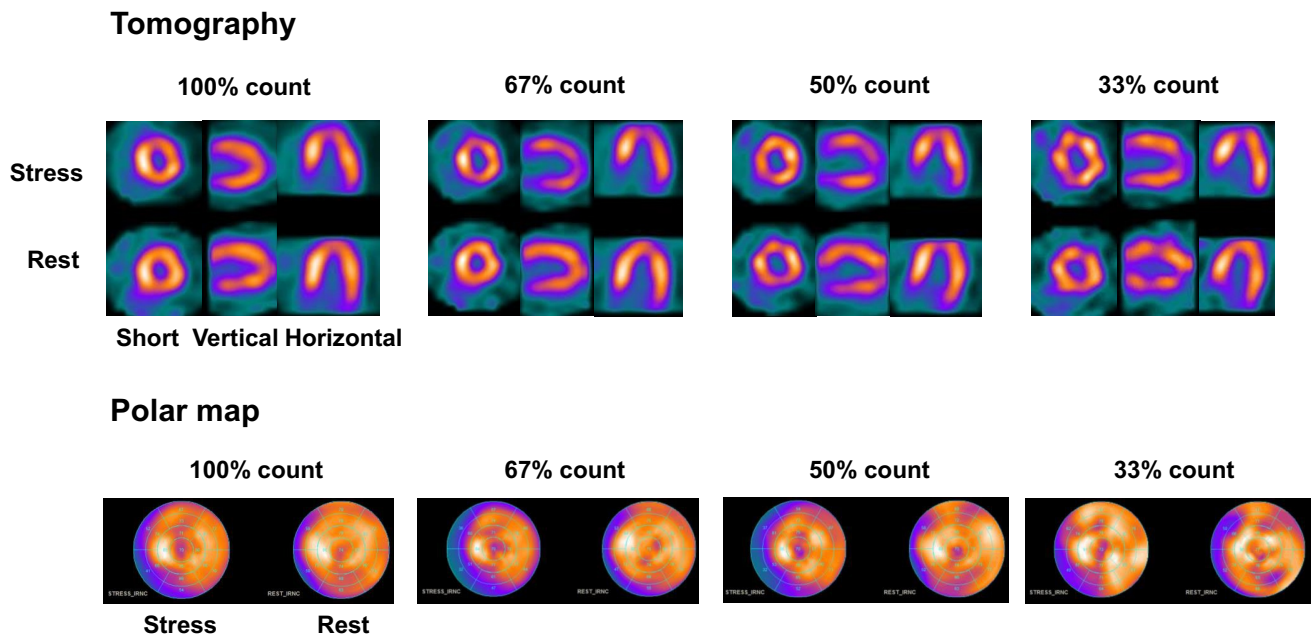 Tomography
100% count
67% count
50% count
33% count
Stress
Rest
Short Vertical Horizontal
Polar map
100% count
67% count
50% count
33% count
STRESS_IRNC
REST_IRNC
STRESS_IRNC
REST_IRNC
STRESS_IRNC
REST_IRNC
STRESS_IRNC
REST_IRNC
Stress
Rest